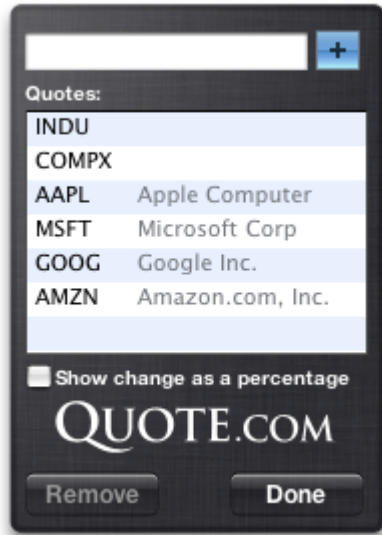 +
Quotes:
INDU
COMPX
AAPL Apple Computer
MSFT Microsoft Corp
GOOG Google Inc.
AMZN Amazon.com, Inc.
Show change as a percentage
QUOTE.COM
Remove Done